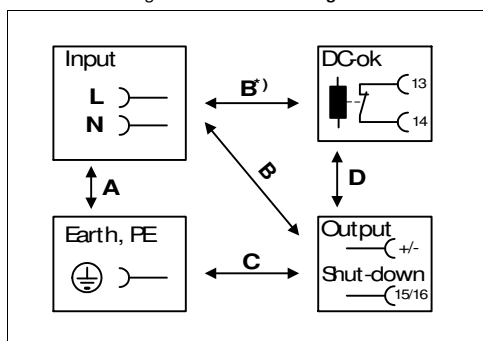 Input
L
N
B*)
DC-ok
13
14
A
B
D
Earth, PE
C
Output
+/-
Shut-down
15/16